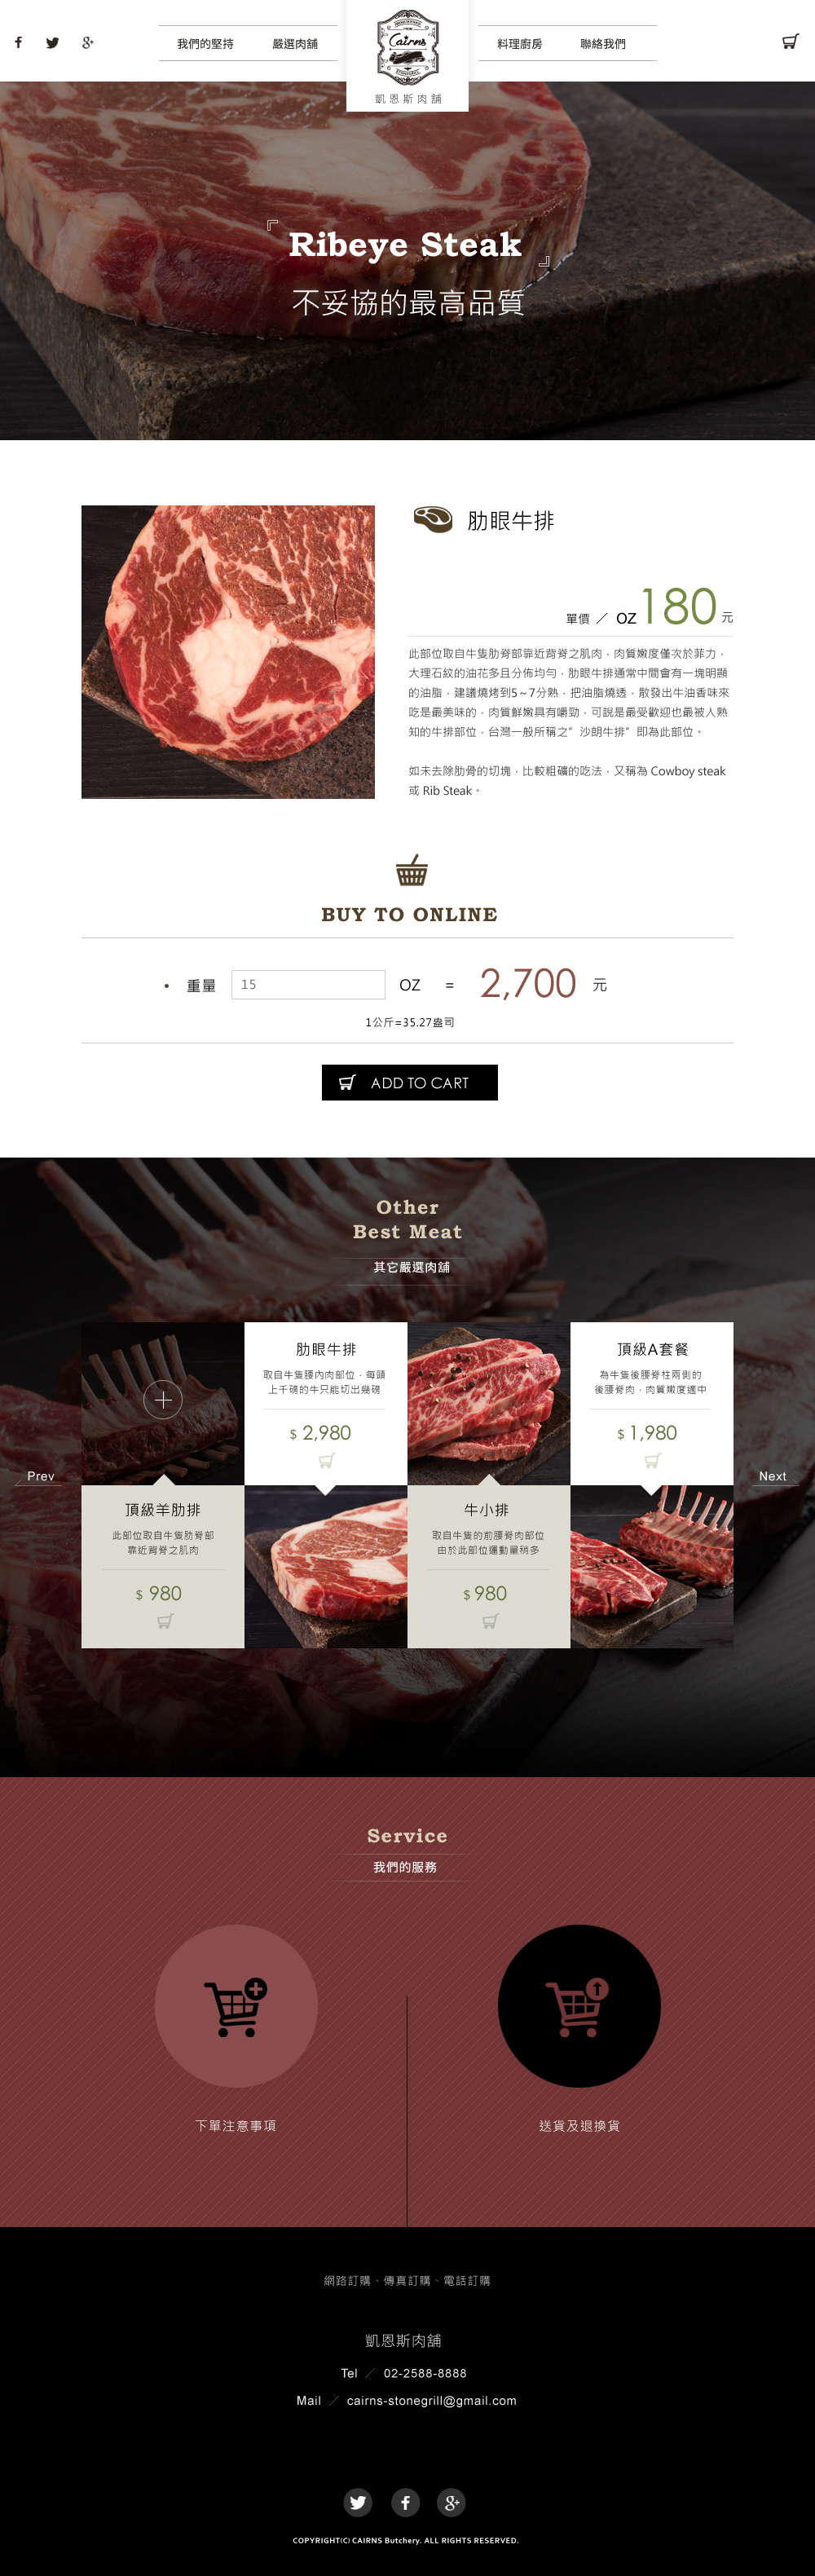 我們的堅持
嚴選肉舖
Cairns
凱恩斯肉舖
料理廚房
聯絡我們
『Ribeye Steak』
不妥協的最高品質
肋眼牛排
單價 ／ OZ 180 元
此部位取自牛隻肋脊部靠近背脊之肌肉，肉質嫩度僅次於菲力，
大理石紋的油花多且分佈均勻，肋眼牛排通常中間會有一塊明顯
的油脂，建議燒烤到5～7分熟，把油脂燒透，散發出牛油香味來
吃是最美味的，肉質鮮嫩具有嚼勁，可說是最受歡迎也最被人熟
知的牛排部位，台灣一般所稱之”沙朗牛排”即為此部位。
如未去除肋骨的切塊，比較粗礦的吃法，又稱為 Cowboy steak
或 Rib Steak。
BUY TO ONLINE
• 重量 15 OZ = 2,700 元
1公斤=35.27盎司
ADD TO CART
Other
Best Meat
其它嚴選肉舖
肋眼牛排
取自牛隻腰內肉部位，每頭
上千磅的牛只能切出幾磅
$ 2,980
頂級A套餐
為牛後腰脊柱兩側的
後腰脊肉，肉質嫩度適中
$ 1,980
Prev
Next
頂級羊肋排
此部位取自牛隻肋脊部
靠近背脊之肌肉
$ 980
牛小排
取自牛隻的前腰脊肉部位
由於此部位運動量稍多
$ 980
Service
我們的服務
下單注意事項
送貨及退換貨
網路訂購、傳真訂購、電話訂購
凱恩斯肉舖
Tel ／ 02-2588-8888
Mail ／ cairns-stonegrill@gmail.com
COPYRIGHT(C) CAIRNS Butchery. ALL RIGHTS RESERVED.